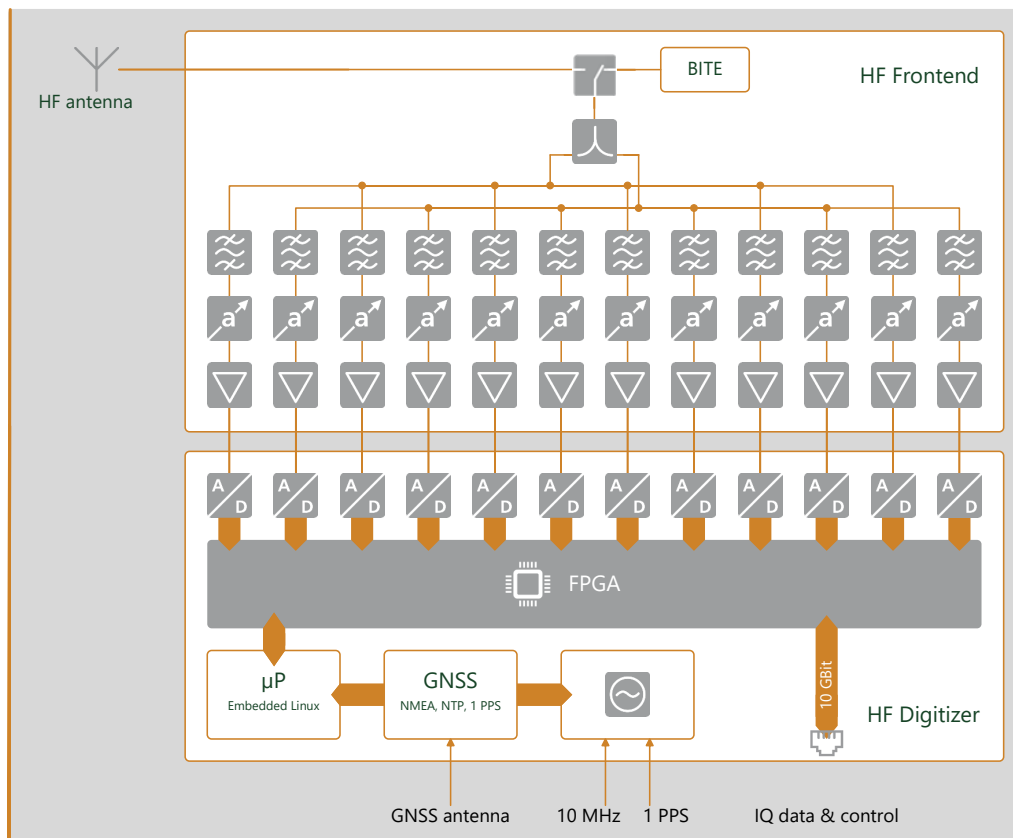 HF antenna
BITE
HF Frontend
a a a a a a a a a a a a
A D A D A D A D A D A D A D A D A D A D A D A D
FPGA
µP
Embedded Linux
GNSS
NMEA, NTP, 1 PPS
10 GBit
HF Digitizer
GNSS antenna
10 MHz
1 PPS
IQ data & control